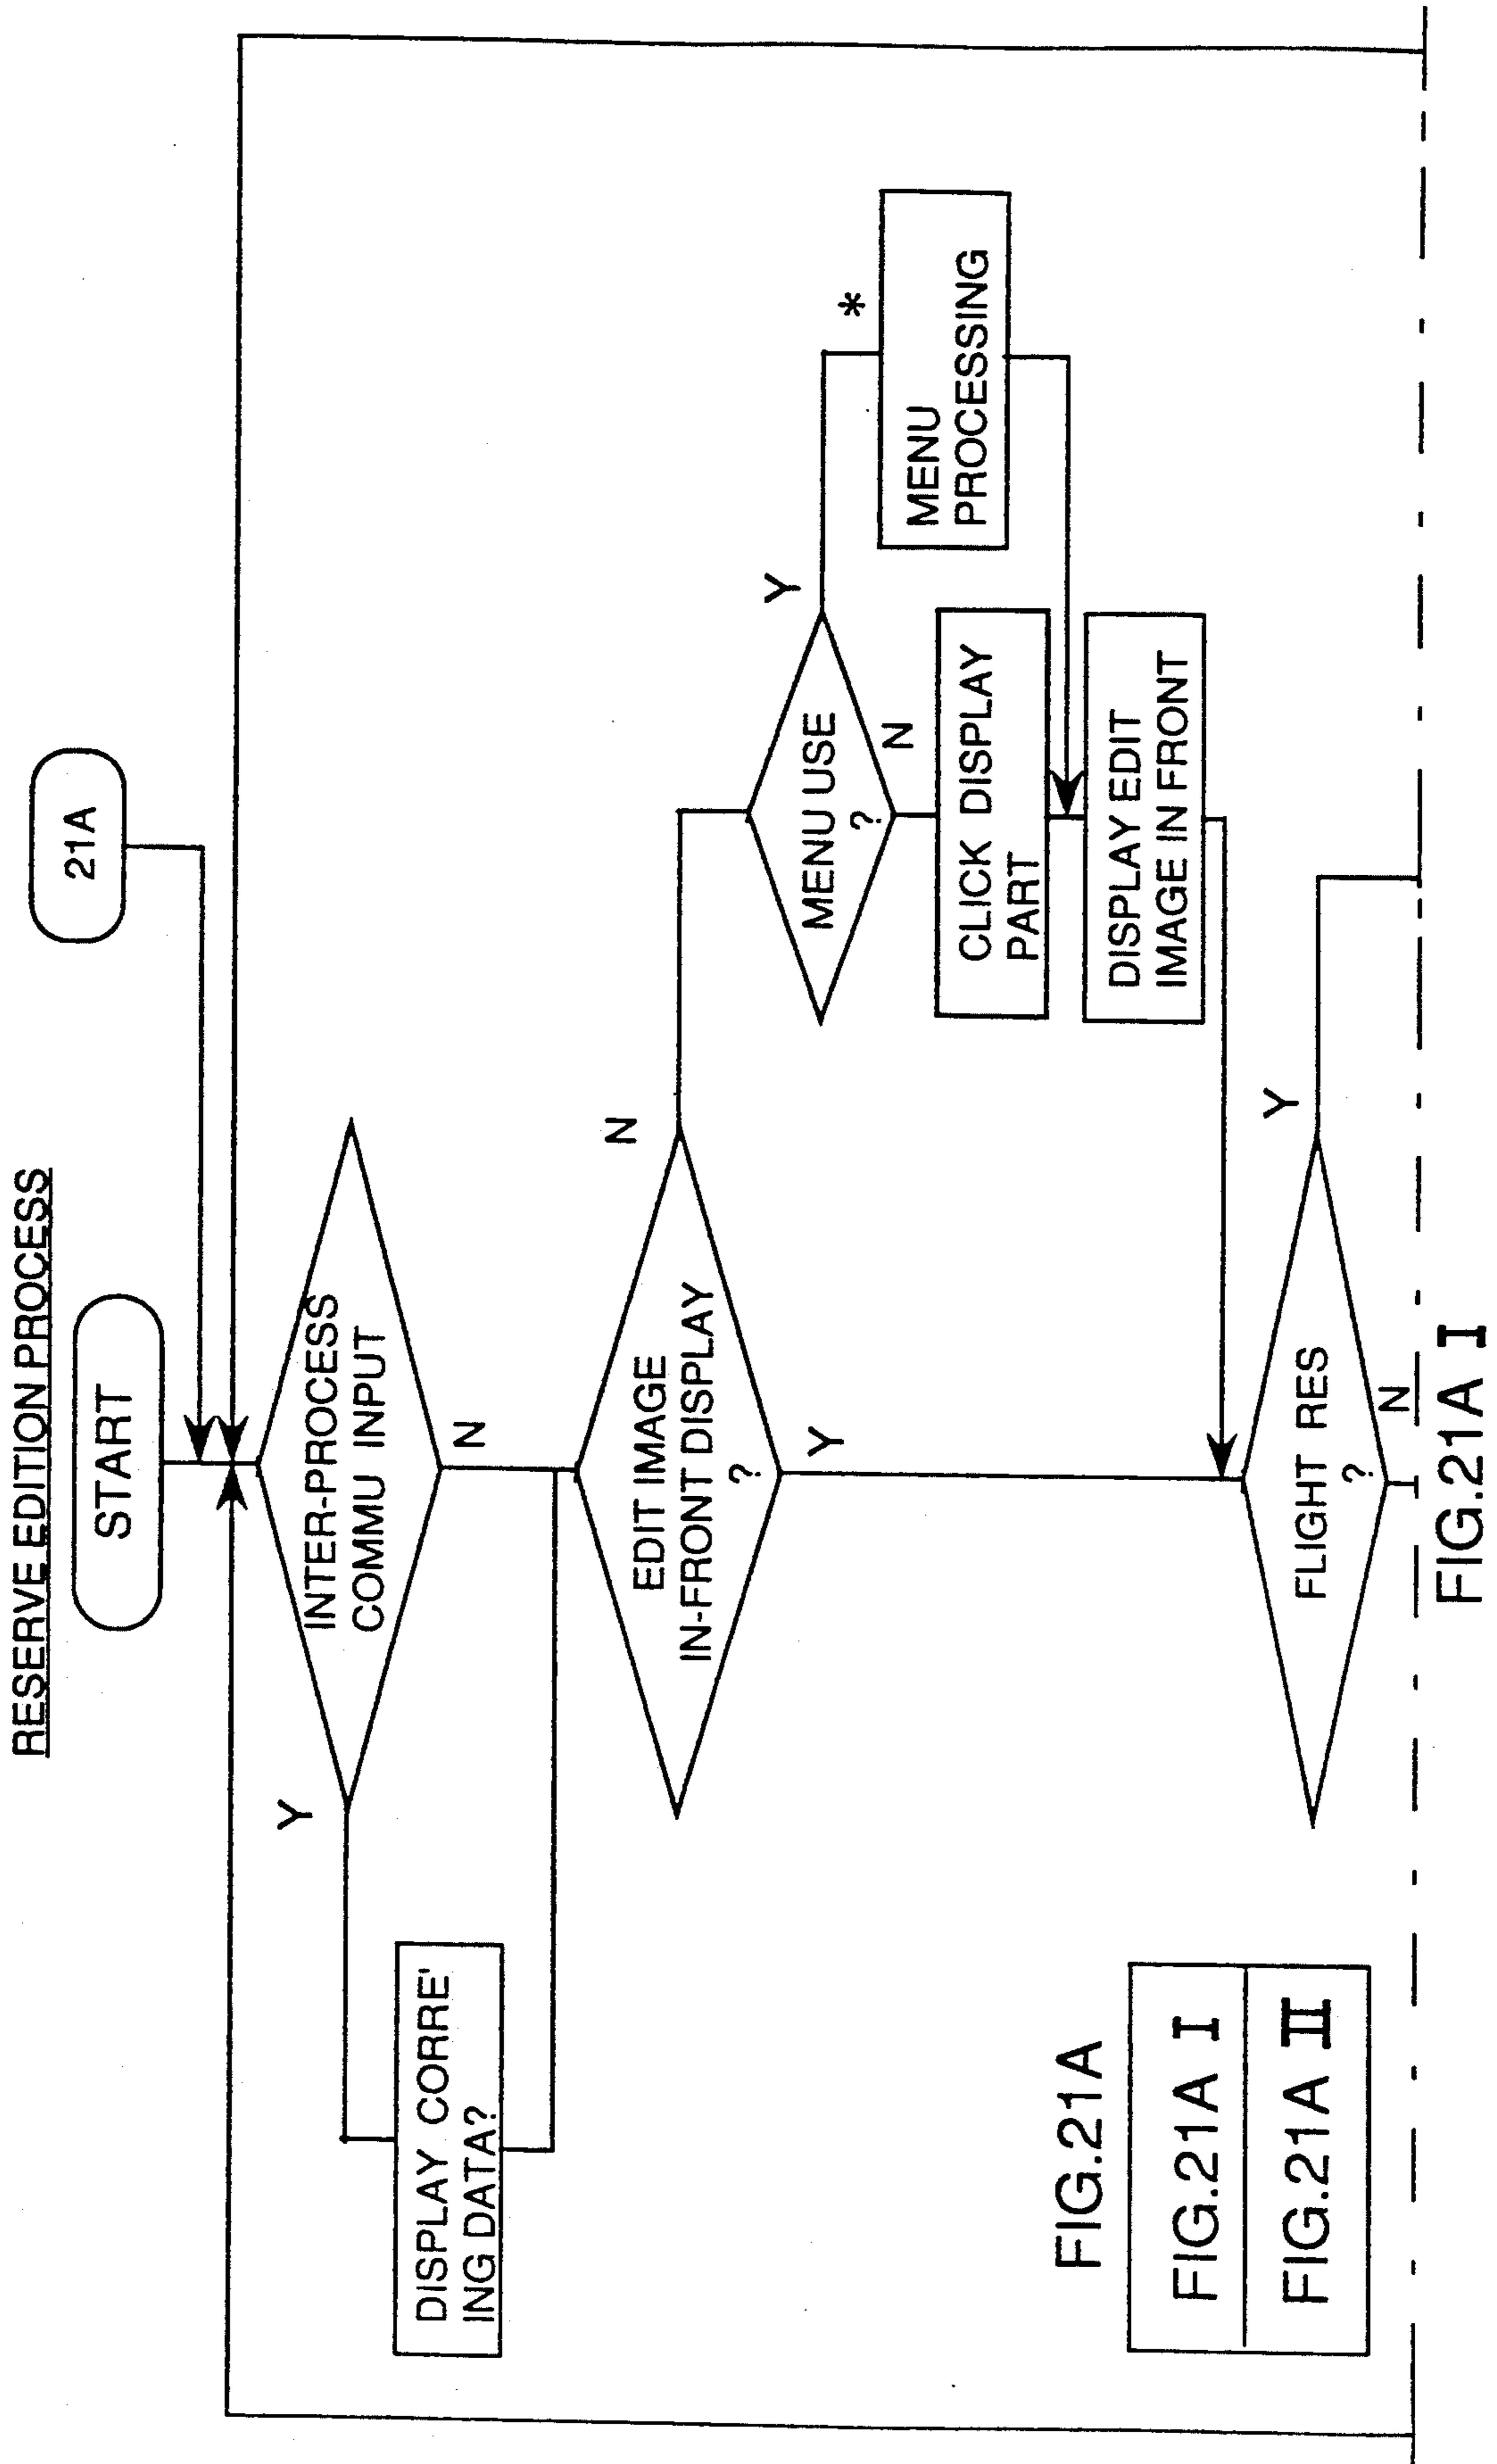 RESERVE EDITION PROCESS
START
21A
INTER-PROCESS
COMMU INPUT
Y
N
DISPLAY CORRE'
ING DATA?
EDIT IMAGE
IN-FRONT DISPLAY
?
N
Y
MENU USE
?
Y
N
*
MENU
PROCESSING
CLICK DISPLAY
PART
DISPLAY EDIT
IMAGE IN FRONT
FLIGHT RES
?
Y
N
FIG.21A
FIG.21A I
FIG.21A II
FIG.21A I